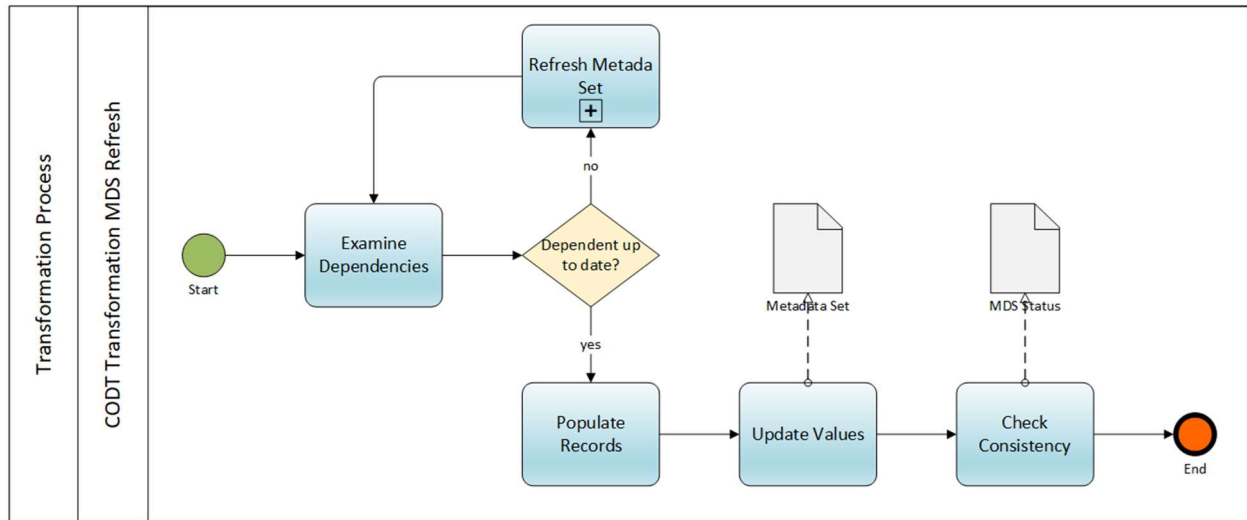 Transformation Process
CODT Transformation MDS Refresh
Refresh Metada
Set
no
Start
Examine
Dependencies
Dependent up
to date?
Metadata Set
MDS Status
yes
Populate
Records
Update Values
Check
Consistency
End